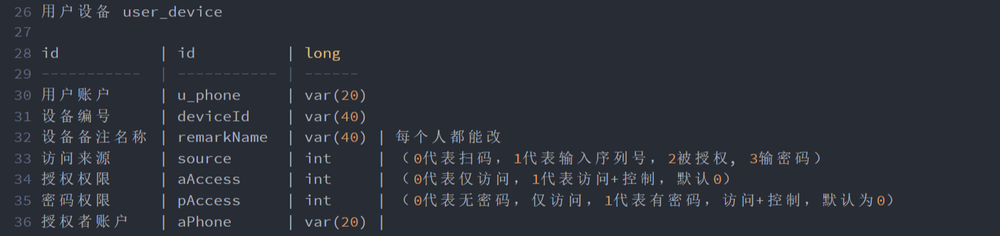 26 用户设备 user_device
27
28 id | id | long
29 ----------- | ----------- | ------
30 用户账户 | u_phone | var(20)
31 设备编号 | deviceId | var(40)
32 设备备注名称 | remarkName | var(40) | 每个人都能改
33 访问来源 | source | int | （0代表扫码，1代表输入序列号，2被授权，3输密码）
34 授权权限 | aAccess | int | （0代表仅访问，1代表访问+控制，默认0）
35 密码权限 | pAccess | int | （0代表无密码，仅访问，1代表有密码，访问+控制，默认为0）
36 授权者账户 | aPhone | var(20) |